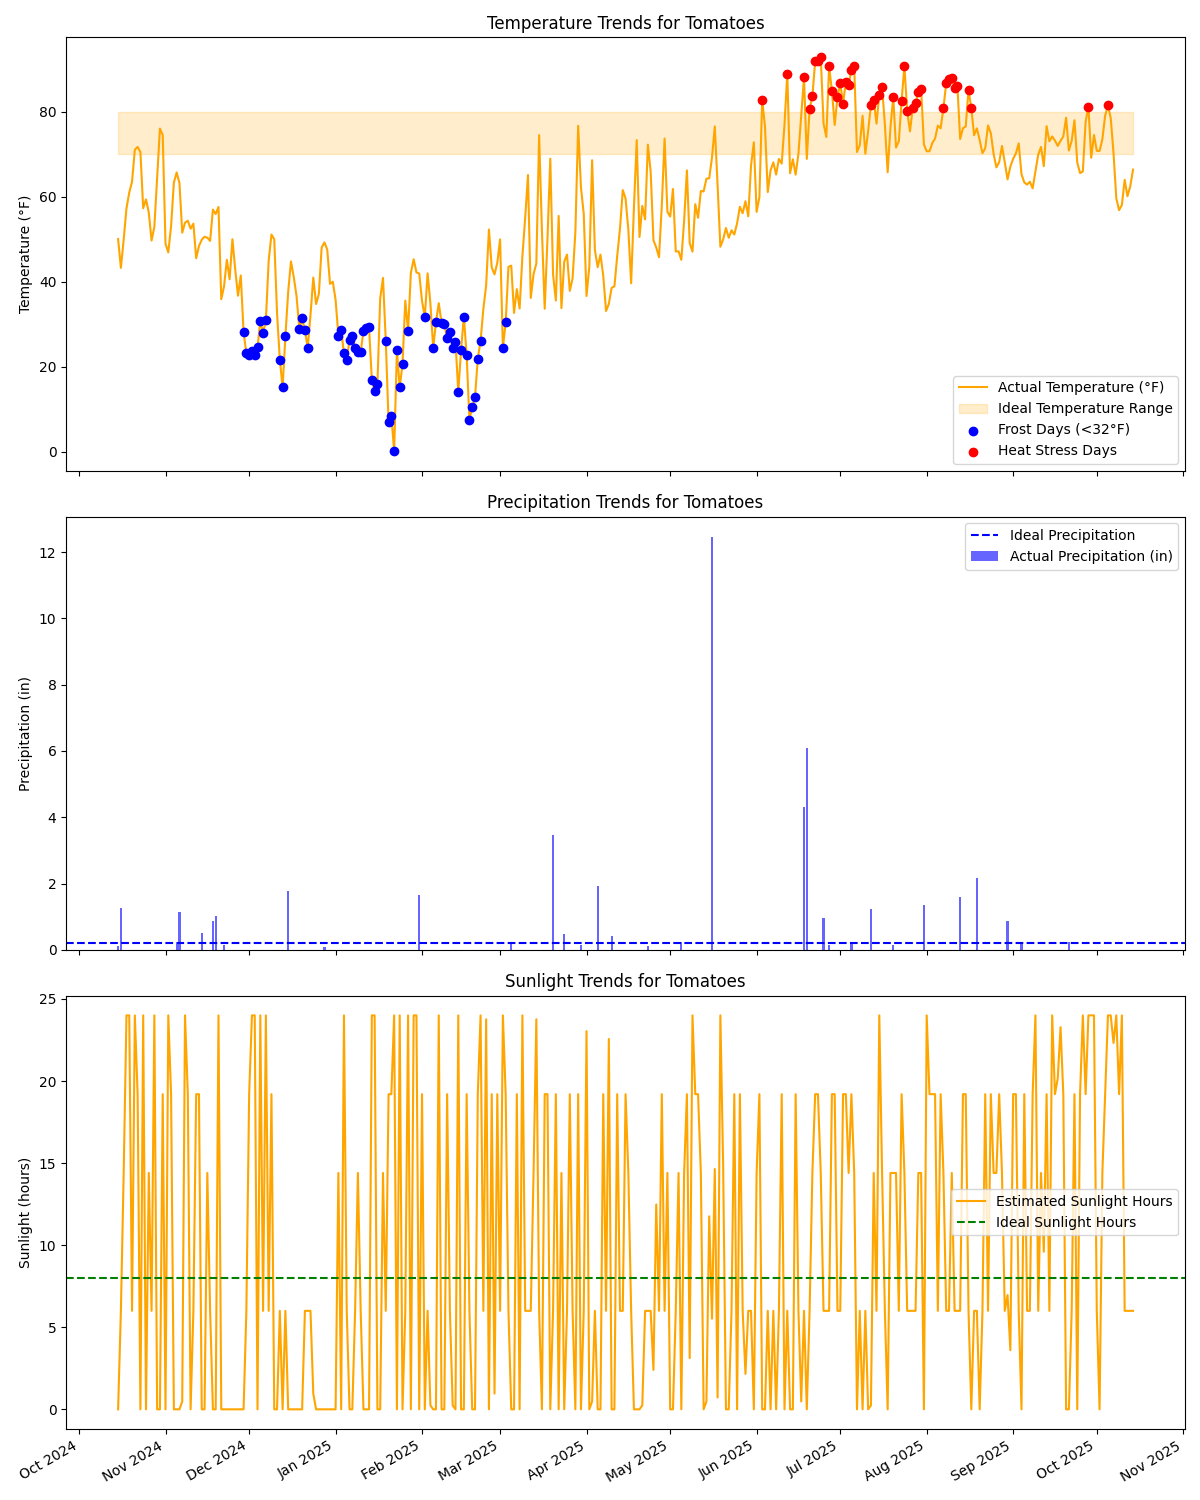 Temperature Trends for Tomatoes
Temperature (°F)
80
60
40
20
0
Actual Temperature (°F)
Ideal Temperature Range
Frost Days (<32°F)
Heat Stress Days
Precipitation Trends for Tomatoes
Precipitation (in)
12
10
8
6
4
2
0
Ideal Precipitation
Actual Precipitation (in)
Sunlight Trends for Tomatoes
Sunlight (hours)
25
20
15
10
5
0
Estimated Sunlight Hours
Ideal Sunlight Hours
Oct 2024
Nov 2024
Dec 2024
Jan 2025
Feb 2025
Mar 2025
Apr 2025
May 2025
Jun 2025
Jul 2025
Aug 2025
Sep 2025
Oct 2025
Nov 2025